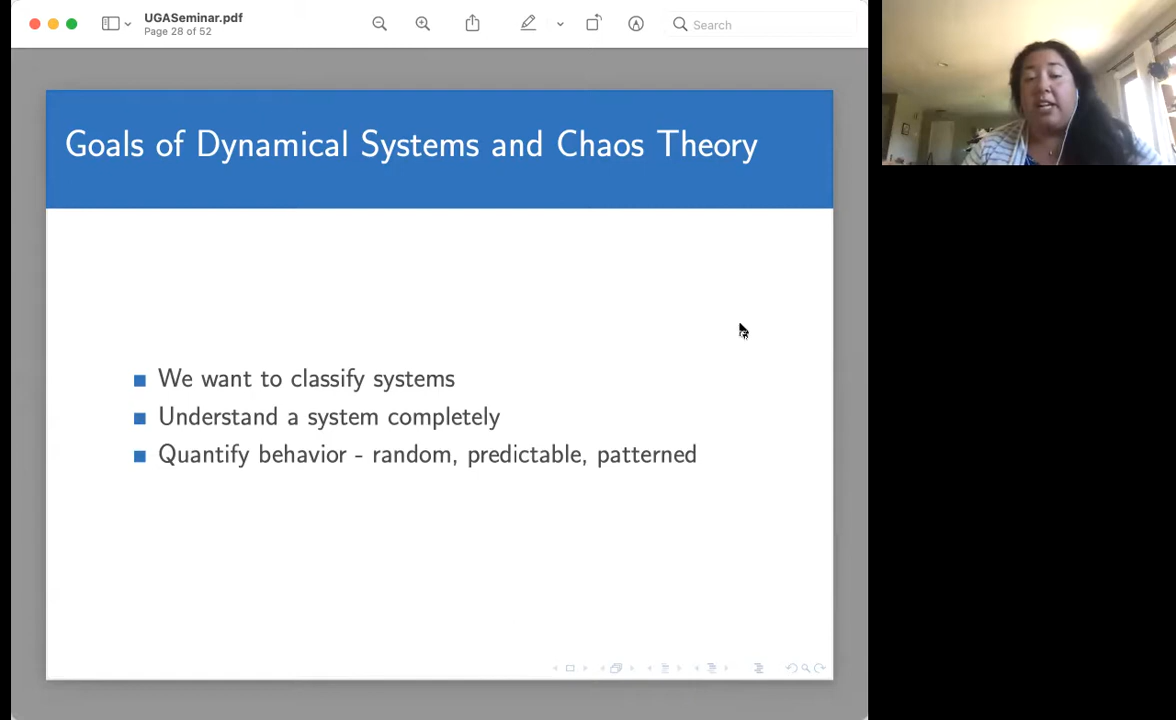 UGASeminar.pdf
Page 28 of 52
Search
Goals of Dynamical Systems and Chaos Theory
We want to classify systems
Understand a system completely
Quantify behavior - random, predictable, patterned